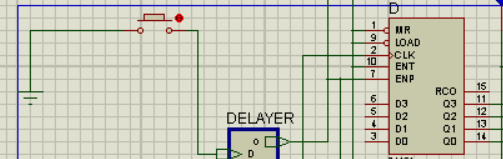 D
1 MR
9 LOAD
2 CLK
10 ENT
7 ENP
RCO 15
6 D3 Q3 11
5 D2 Q2 12
4 D1 Q1 13
3 D0 Q0 14
DELAYER
D